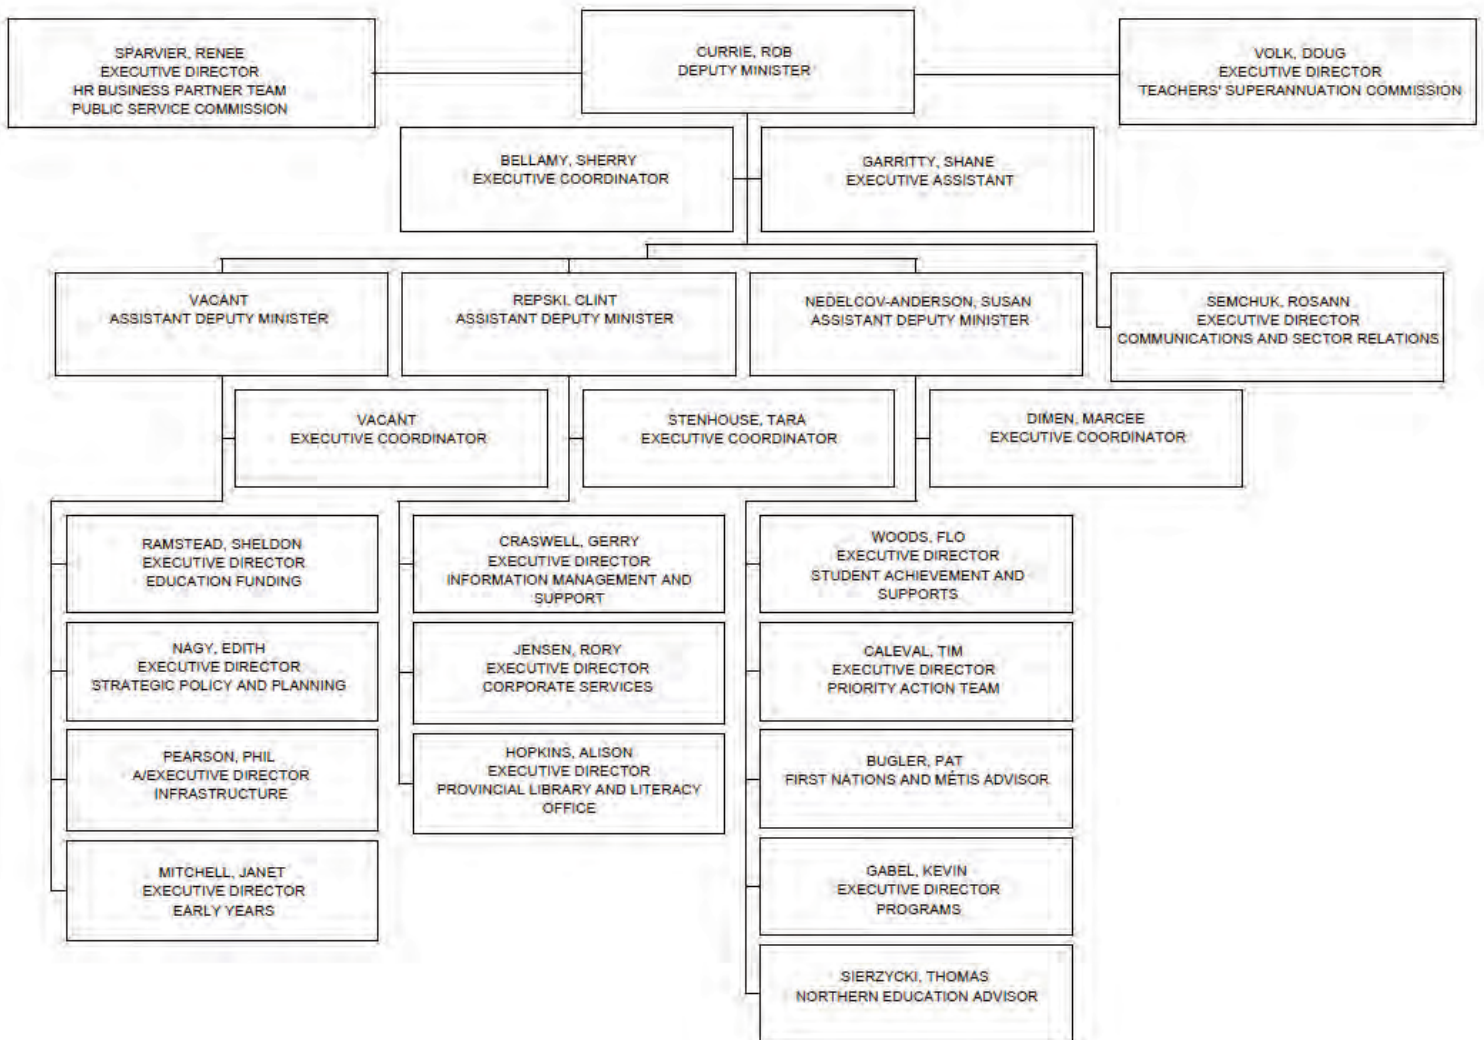 SPARVIER, RENEE
EXECUTIVE DIRECTOR
HR BUSINESS PARTNER TEAM
PUBLIC SERVICE COMMISSION
CURRIE, ROB
DEPUTY MINISTER
VOLK, DOUG
EXECUTIVE DIRECTOR
TEACHERS' SUPERANNUATION COMMISSION
BELLAMY, SHERRY
EXECUTIVE COORDINATOR
GARRITTY, SHANE
EXECUTIVE ASSISTANT
VACANT
ASSISTANT DEPUTY MINISTER
REPSKI, CLINT
ASSISTANT DEPUTY MINISTER
NEDELCOV-ANDERSON, SUSAN
ASSISTANT DEPUTY MINISTER
SEMCHUK, ROSANN
EXECUTIVE DIRECTOR
COMMUNICATIONS AND SECTOR RELATIONS
VACANT
EXECUTIVE COORDINATOR
STENHOUSE, TARA
EXECUTIVE COORDINATOR
DIMEN, MARCEE
EXECUTIVE COORDINATOR
RAMSTEAD, SHELDON
EXECUTIVE DIRECTOR
EDUCATION FUNDING
CRASWELL, GERRY
EXECUTIVE DIRECTOR
INFORMATION MANAGEMENT AND
SUPPORT
WOODS, FLO
EXECUTIVE DIRECTOR
STUDENT ACHIEVEMENT AND
SUPPORTS
NAGY, EDITH
EXECUTIVE DIRECTOR
STRATEGIC POLICY AND PLANNING
JENSEN, RORY
EXECUTIVE DIRECTOR
CORPORATE SERVICES
CALEVAL, TIM
EXECUTIVE DIRECTOR
PRIORITY ACTION TEAM
PEARSON, PHIL
A/EXECUTIVE DIRECTOR
INFRASTRUCTURE
HOPKINS, ALISON
EXECUTIVE DIRECTOR
PROVINCIAL LIBRARY AND LITERACY
OFFICE
BUGLER, PAT
FIRST NATIONS AND MÉTIS ADVISOR
MITCHELL, JANET
EXECUTIVE DIRECTOR
EARLY YEARS
GABEL, KEVIN
EXECUTIVE DIRECTOR
PROGRAMS
SIERZYCKI, THOMAS
NORTHERN EDUCATION ADVISOR